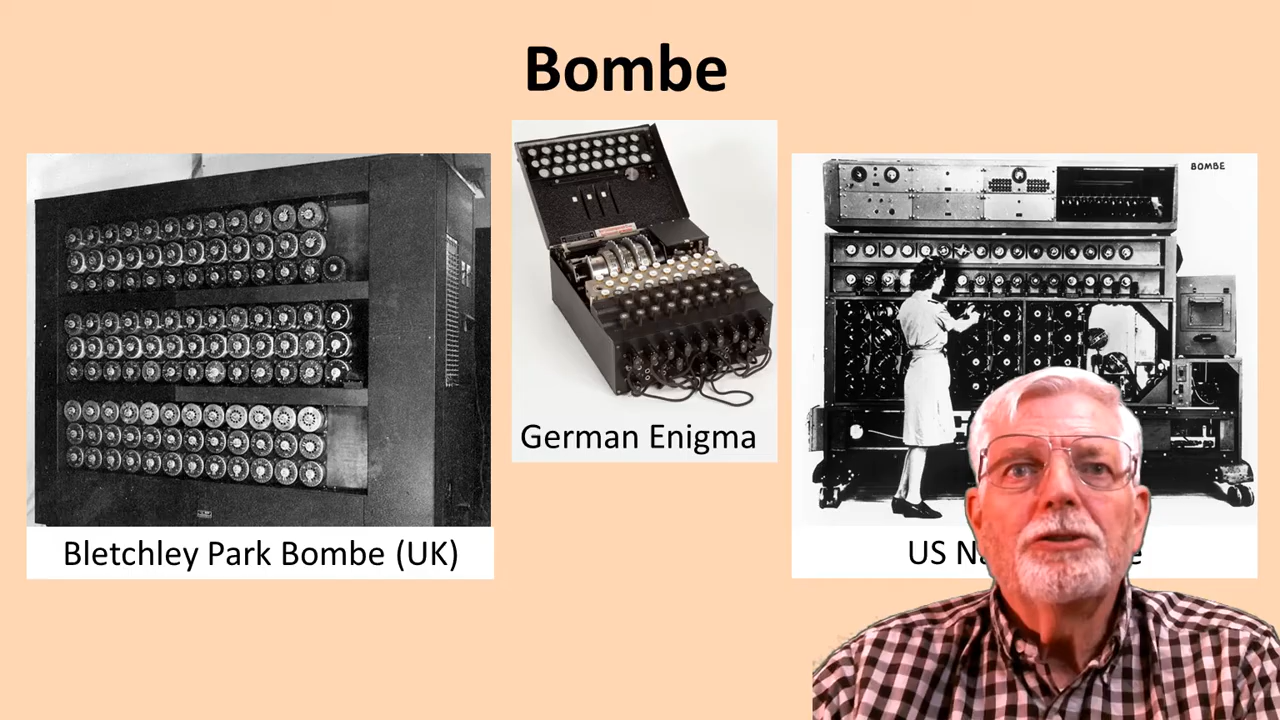 Bombe
Bletchley Park Bombe (UK)
German Enigma
BOMBE
US